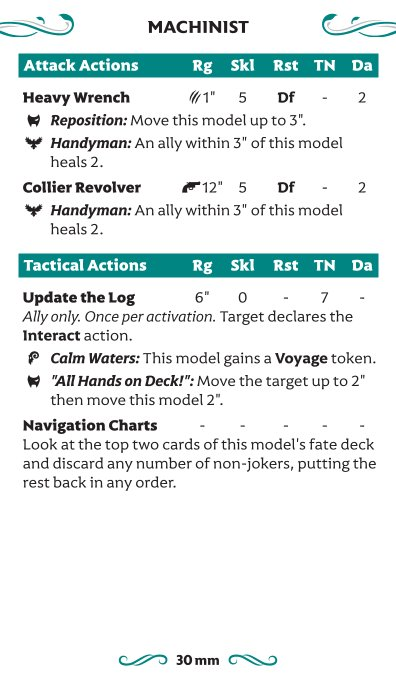 MACHINIST
Attack Actions Rg Skl Rst TN Da
Heavy Wrench 1" 5 Df - 2
Reposition: Move this model up to 3".
Handyman: An ally within 3" of this model
heals 2.
Collier Revolver 12" 5 Df - 2
Handyman: An ally within 3" of this model
heals 2.
Tactical Actions Rg Skl Rst TN Da
Update the Log 6" 0 - 7 -
Ally only. Once per activation. Target declares the
Interact action.
Calm Waters: This model gains a Voyage token.
"All Hands on Deck!": Move the target up to 2"
then move this model 2".
Navigation Charts - - - - -
Look at the top two cards of this model's fate deck
and discard any number of non-jokers, putting the
rest back in any order.
30 mm